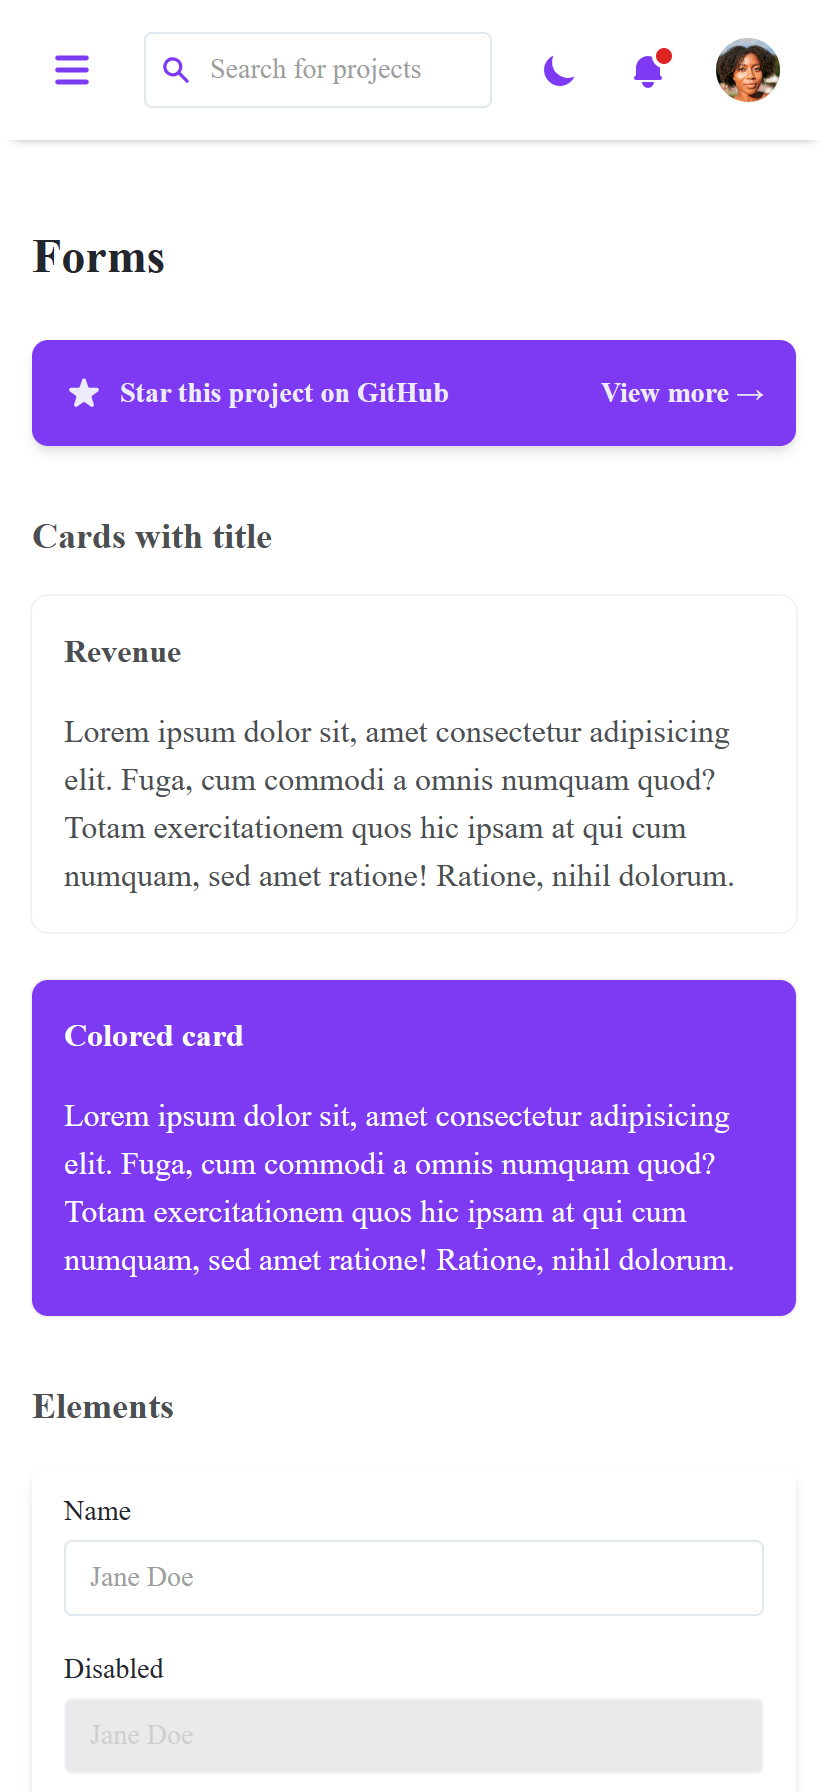 Search for projects
Forms
Star this project on GitHub
View more →
Cards with title
Revenue
Lorem ipsum dolor sit, amet consectetur adipisicing
elit. Fuga, cum commodi a omnis numquam quod?
Totam exercitationem quos hic ipsam at qui cum
numquam, sed amet ratione! Ratione, nihil dolorum.
Colored card
Lorem ipsum dolor sit, amet consectetur adipisicing
elit. Fuga, cum commodi a omnis numquam quod?
Totam exercitationem quos hic ipsam at qui cum
numquam, sed amet ratione! Ratione, nihil dolorum.
Elements
Name
Jane Doe
Disabled
Jane Doe